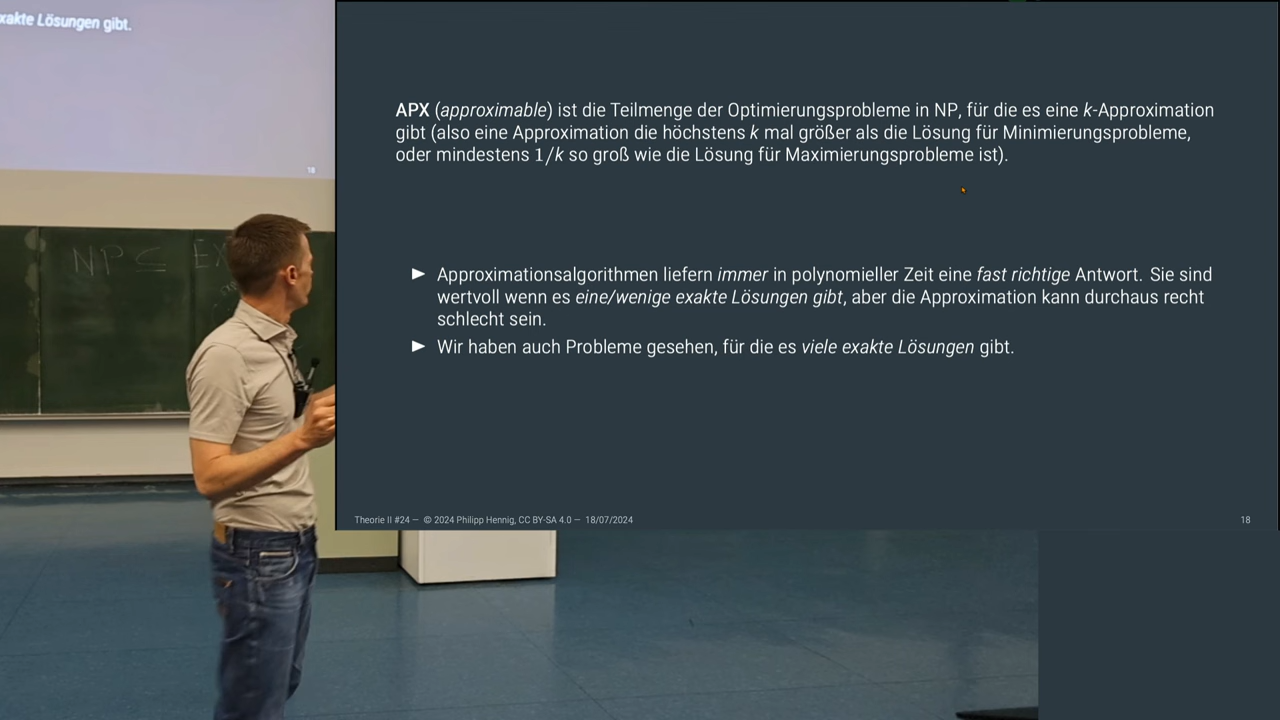 xakte Lösungen gibt.
18
NP ⊆ EX
APX (approximable) ist die Teilmenge der Optimierungsprobleme in NP, für die es eine k-Approximation
gibt (also eine Approximation die höchstens k mal größer als die Lösung für Minimierungsprobleme,
oder mindestens 1/k so groß wie die Lösung für Maximierungsprobleme ist).
► Approximationsalgorithmen liefern immer in polynomieller Zeit eine fast richtige Antwort. Sie sind
wertvoll wenn es eine/wenige exakte Lösungen gibt, aber die Approximation kann durchaus recht
schlecht sein.
► Wir haben auch Probleme gesehen, für die es viele exakte Lösungen gibt.
Theorie II #24 — © 2024 Philipp Hennig, CC BY-SA 4.0 — 18/07/2024
18